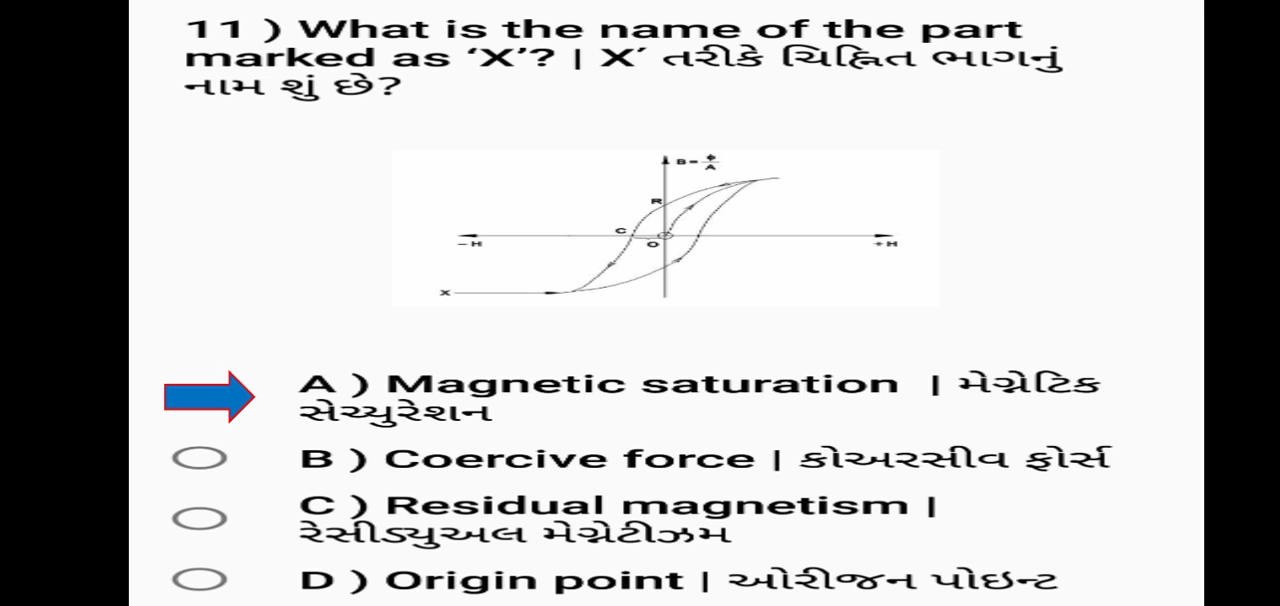 11 ) What is the name of the part
marked as ‘X’? | X′ તરીકે ચિહ્નિત ભાગનું
નામ શું છે?
B = ϕ/A
R
C
O
– H
+ H
X
A ) Magnetic saturation | મેગ્નેટિક
સેચ્યુરેશન
B ) Coercive force | કોઅરસીવ ફોર્સ
C ) Residual magnetism |
રેસીડ્યુઅલ મેગ્નેટીઝમ
D ) Origin point | ઓરીજન પોઇન્ટ